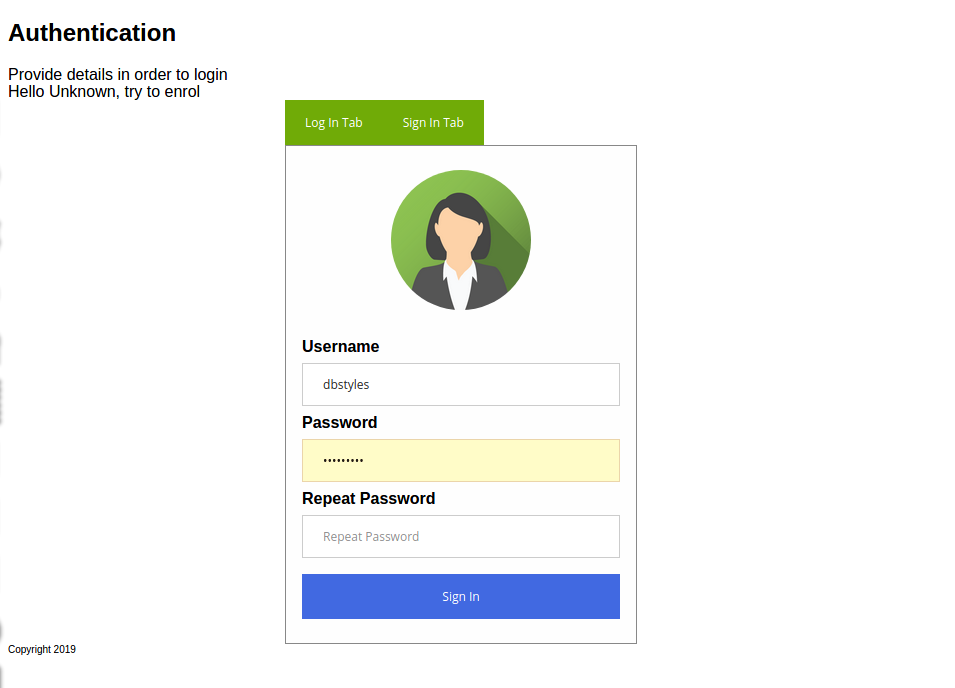 Authentication
Provide details in order to login
Hello Unknown, try to enrol
Log In Tab
Sign In Tab
Username
dbstyles
Password
•••••••••
Repeat Password
Repeat Password
Sign In
Copyright 2019